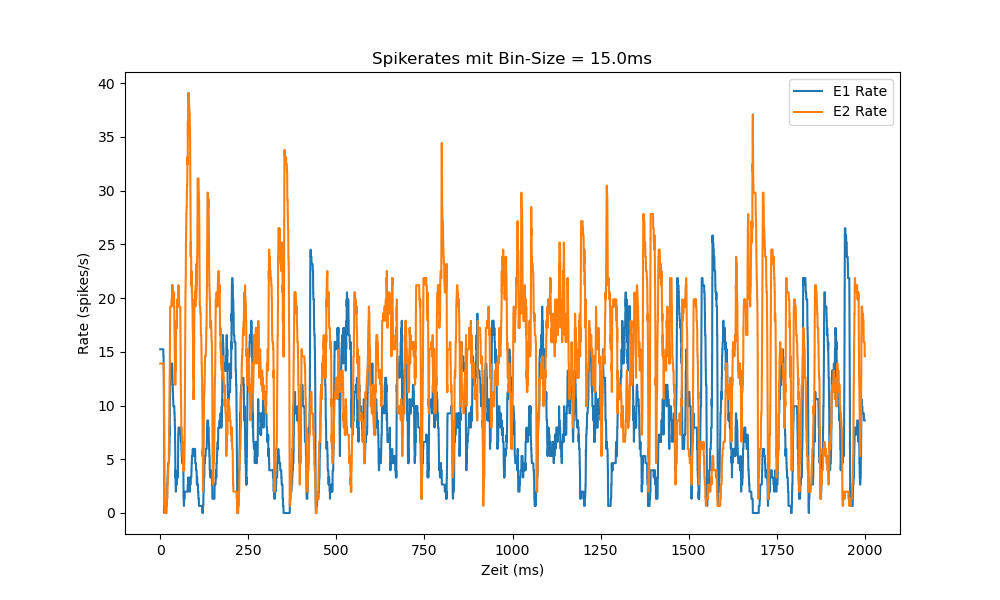 Spikerates mit Bin-Size = 15.0ms
E1 Rate
E2 Rate
Rate (spikes/s)
40
35
30
25
20
15
10
5
0
0 250 500 750 1000 1250 1500 1750 2000
Zeit (ms)